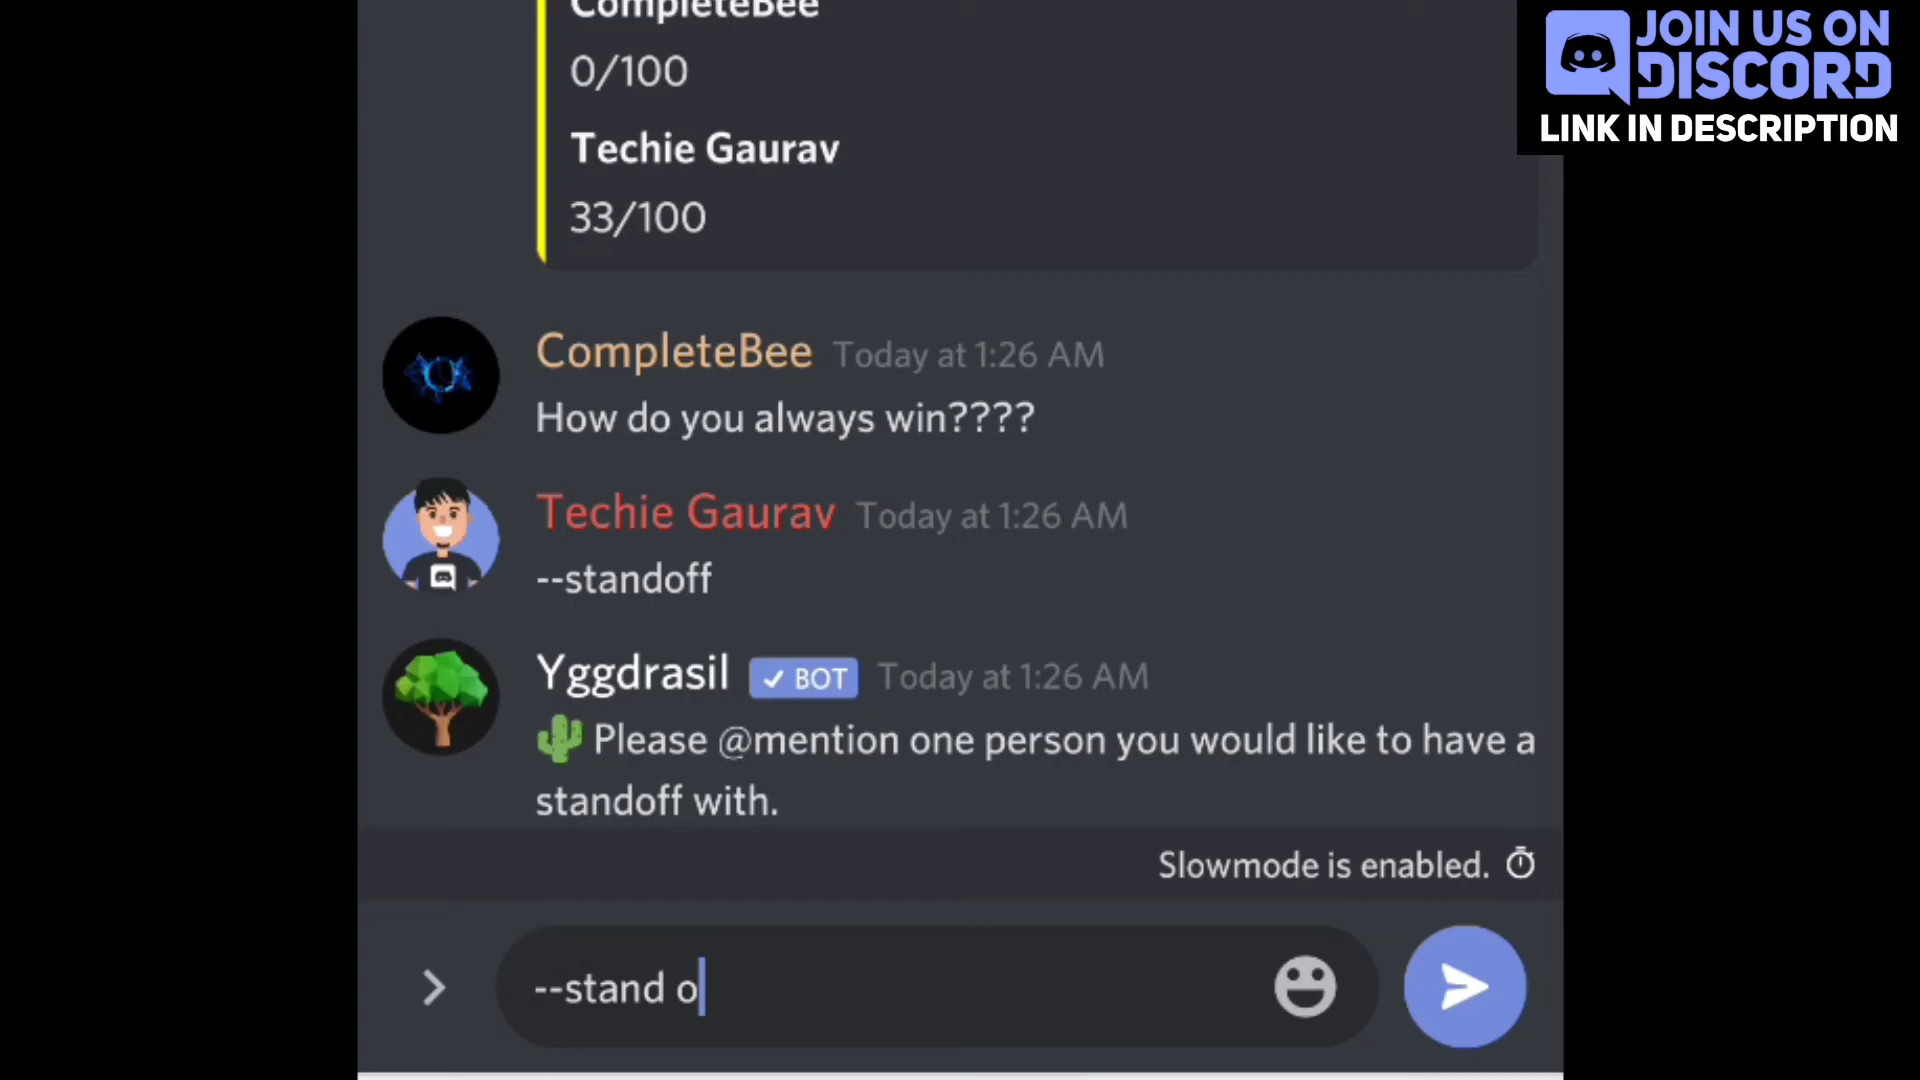 CompleteBee
0/100
Techie Gaurav
33/100
JOIN US ON
DISCORD
LINK IN DESCRIPTION
CompleteBee Today at 1:26 AM
How do you always win????
Techie Gaurav Today at 1:26 AM
--standoff
Yggdrasil ✓ BOT Today at 1:26 AM
🌵 Please @mention one person you would like to have a
standoff with.
Slowmode is enabled.
--stand o